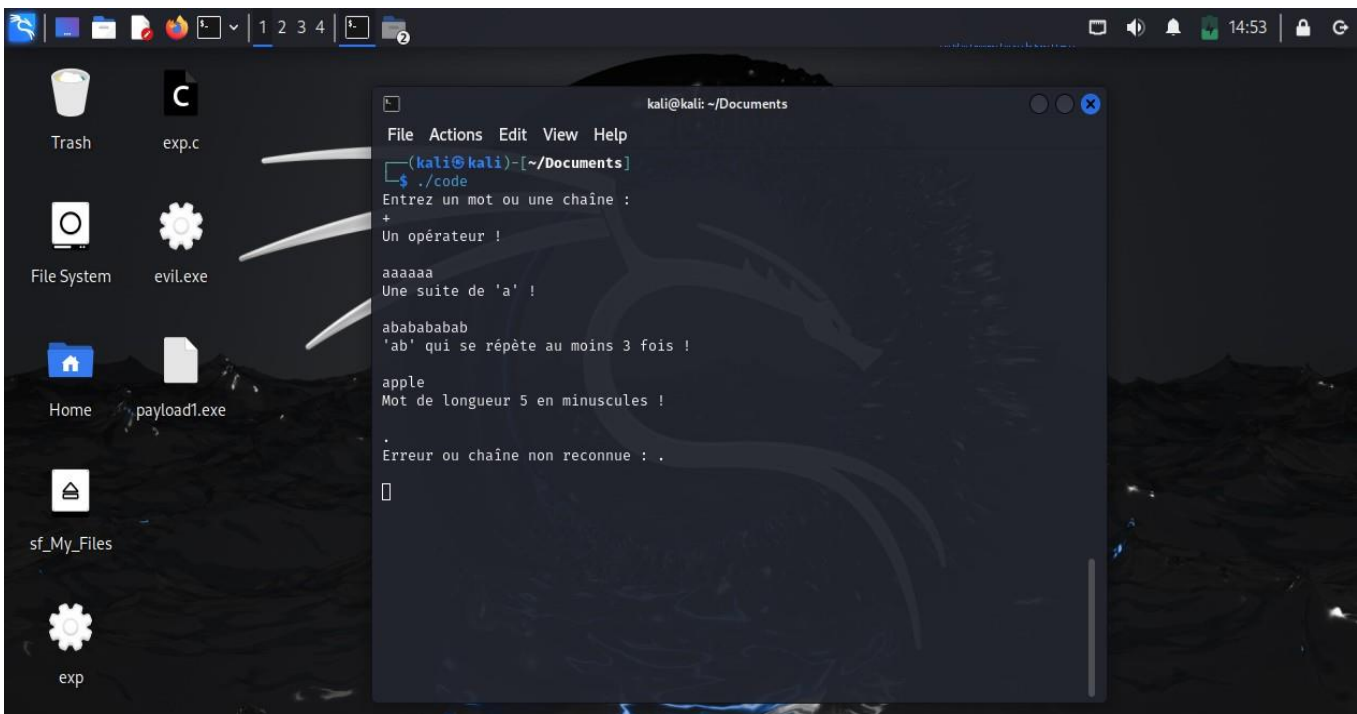 1 2 3 4
2
14:53
Trash
exp.c
File System
evil.exe
Home
payload1.exe
sf_My_Files
exp
kali@kali: ~/Documents
File Actions Edit View Help
┌──(kali㉿kali)-[~/Documents]
└─$ ./code
Entrez un mot ou une chaîne :
+
Un opérateur !
aaaaaa
Une suite de 'a' !
ababababab
'ab' qui se répète au moins 3 fois !
apple
Mot de longueur 5 en minuscules !
.
Erreur ou chaîne non reconnue : .